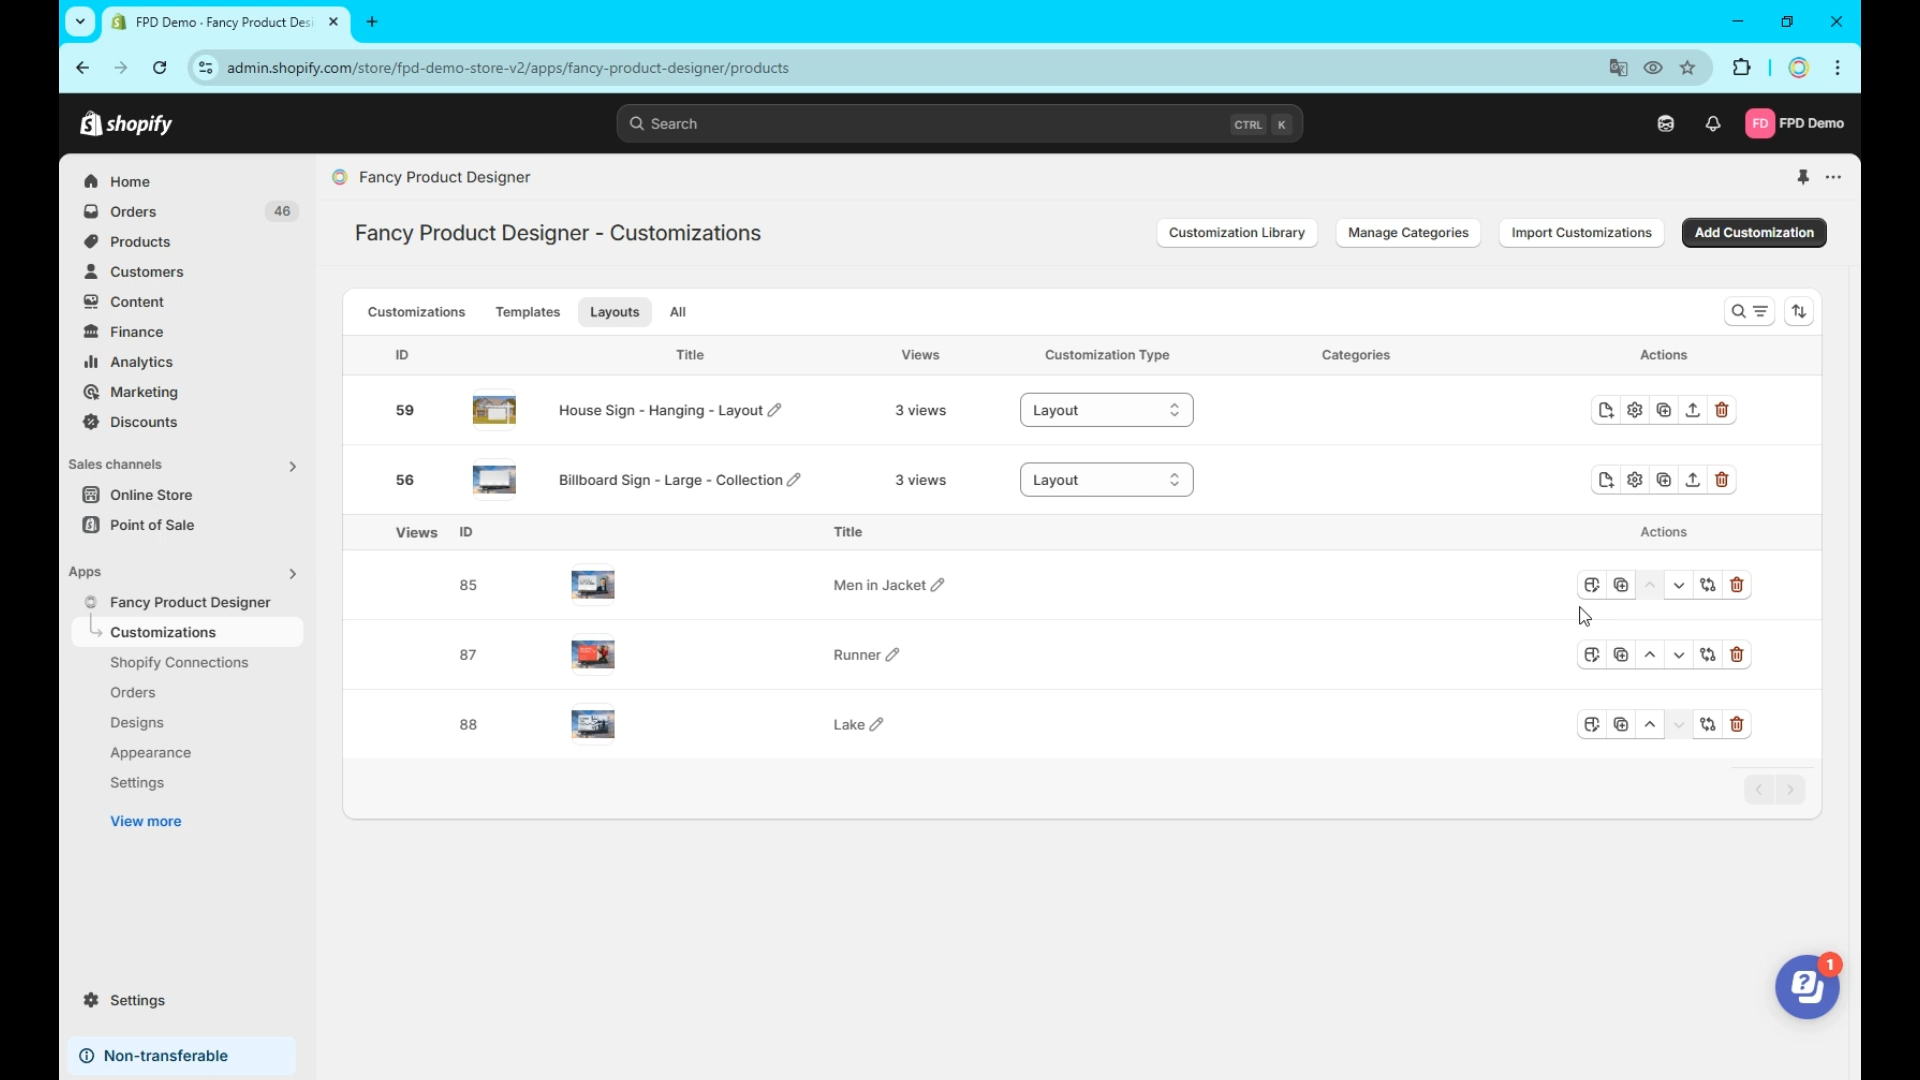 FPD Demo · Fancy Product Desi
admin.shopify.com/store/fpd-demo-store-v2/apps/fancy-product-designer/products
shopify
Search
CTRL K
FD FPD Demo
Home
Orders 46
Products
Customers
Content
Finance
Analytics
Marketing
Discounts
Sales channels
Online Store
Point of Sale
Apps
Fancy Product Designer
Customizations
Shopify Connections
Orders
Designs
Appearance
Settings
View more
Settings
Non-transferable
Fancy Product Designer
Fancy Product Designer - Customizations
Customization Library Manage Categories Import Customizations Add Customization
Customizations Templates Layouts All
ID Title Views Customization Type Categories Actions
59 House Sign - Hanging - Layout 3 views Layout
56 Billboard Sign - Large - Collection 3 views Layout
Views ID Title Actions
85 Men in Jacket
87 Runner
88 Lake
1